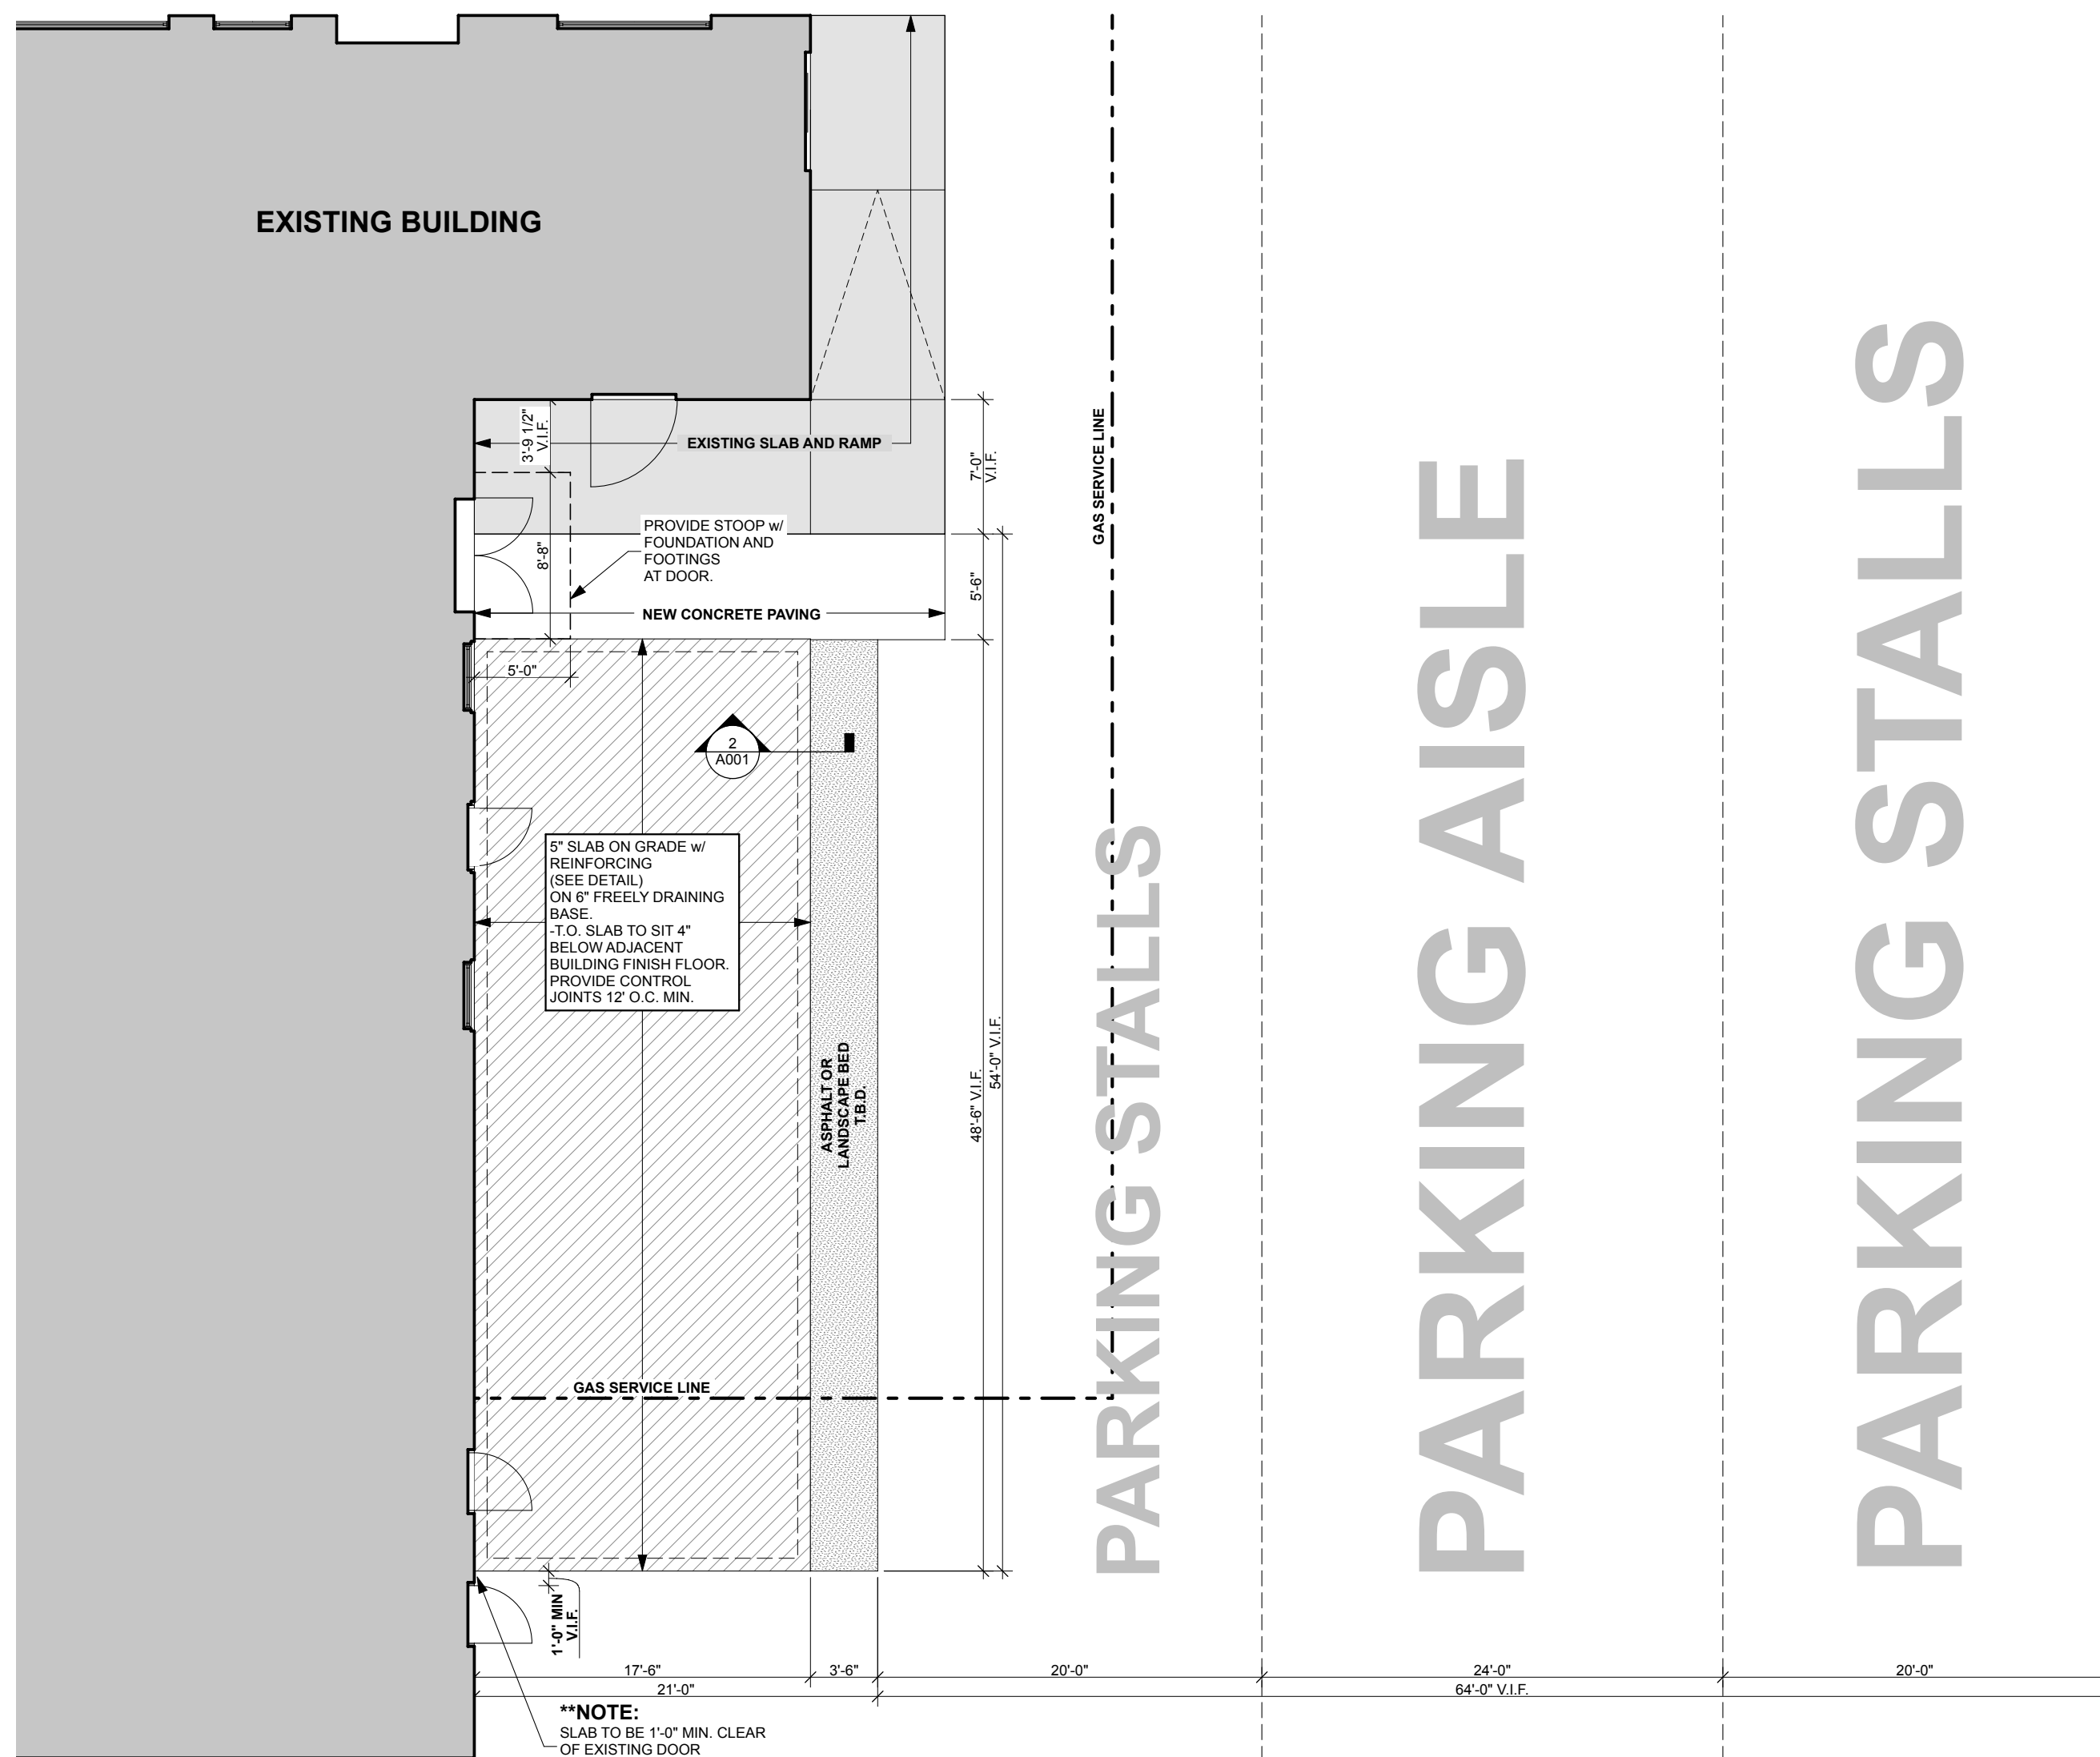 EXISTING BUILDING
3'-9 1/2"
V.I.F.
EXISTING SLAB AND RAMP
7'-0"
V.I.F.
GAS SERVICE LINE
PROVIDE STOOP w/
FOUNDATION AND
FOOTINGS
AT DOOR.
8'-8"
5'-6"
NEW CONCRETE PAVING
5'-0"
2
A001
5" SLAB ON GRADE w/
REINFORCING
(SEE DETAIL)
ON 6" FREELY DRAINING
BASE.
-T.O. SLAB TO SIT 4"
BELOW ADJACENT
BUILDING FINISH FLOOR.
PROVIDE CONTROL
JOINTS 12' O.C. MIN.
ASPHALT OR
LANDSCAPE BED
T.B.D.
48'-6" V.I.F.
54'-0" V.I.F.
PARKING STALLS
PARKING AISLE
PARKING STALLS
GAS SERVICE LINE
1'-0" MIN
V.I.F.
17'-6"
3'-6"
20'-0"
24'-0"
20'-0"
21'-0"
64'-0" V.I.F.
**NOTE:
SLAB TO BE 1'-0" MIN. CLEAR
OF EXISTING DOOR